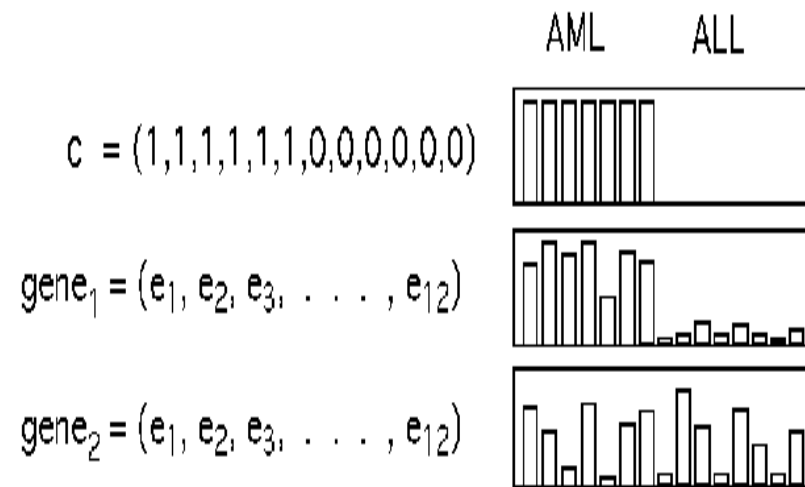 AML ALL
c = (1,1,1,1,1,1,0,0,0,0,0,0)
gene₁ = (e₁, e₂, e₃, . . . . , e₁₂)
gene₂ = (e₁, e₂, e₃, . . . . , e₁₂)